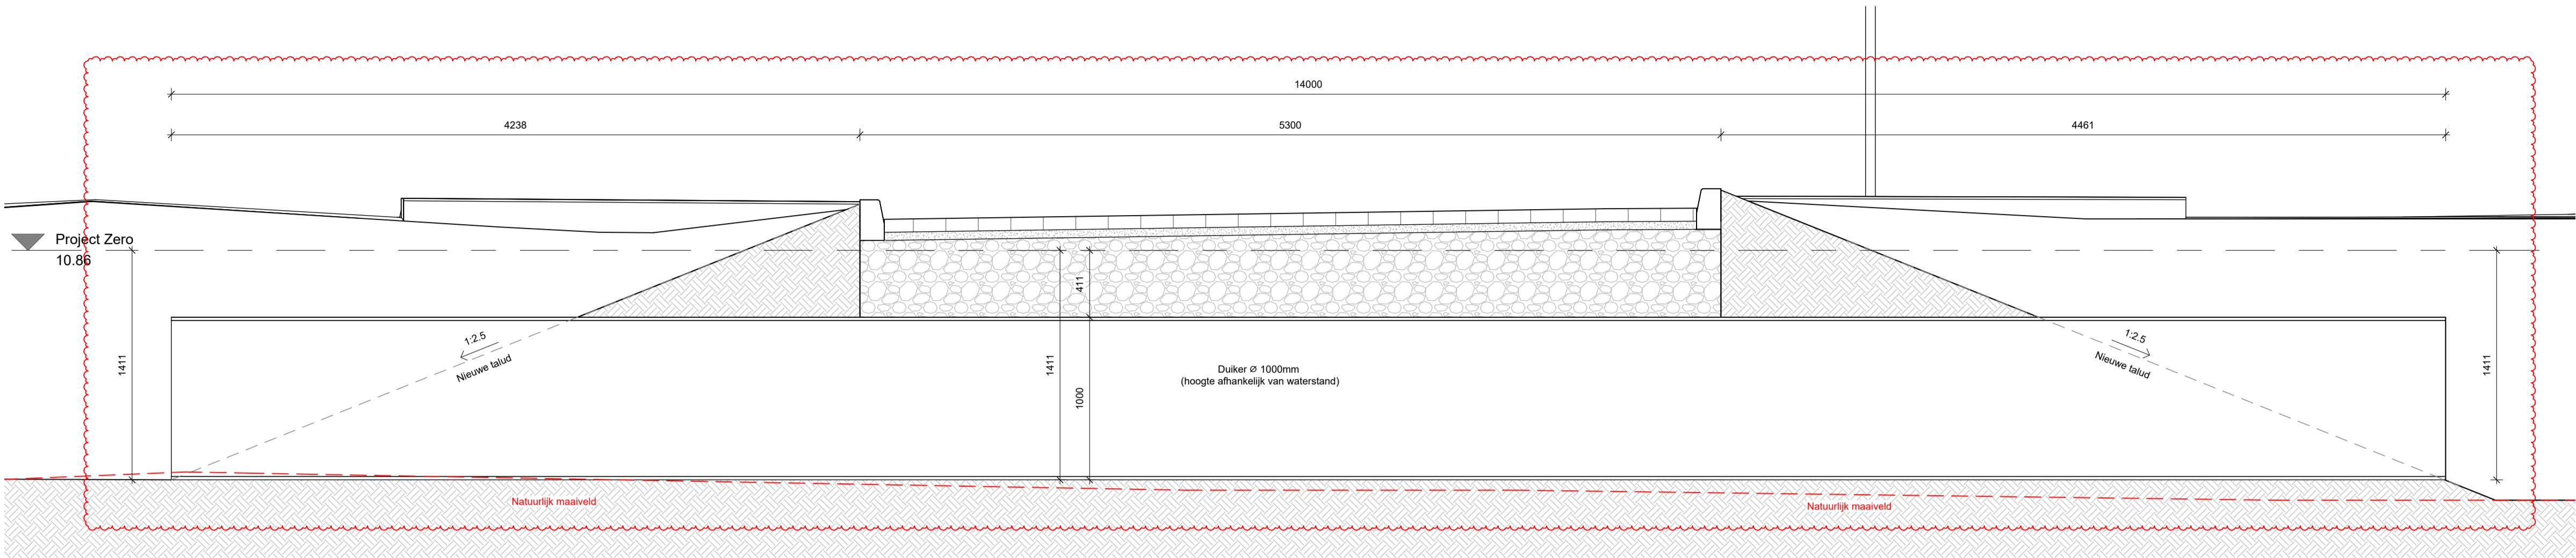 14000
4238
5300
4461
Project Zero
10.86
1411
1411
411
1000
1411
1:2.5
Nieuwe talud
Duiker ⌀ 1000mm
(hoogte afhankelijk van waterstand)
1:2.5
Nieuwe talud
Natuurlijk maaiveld
Natuurlijk maaiveld